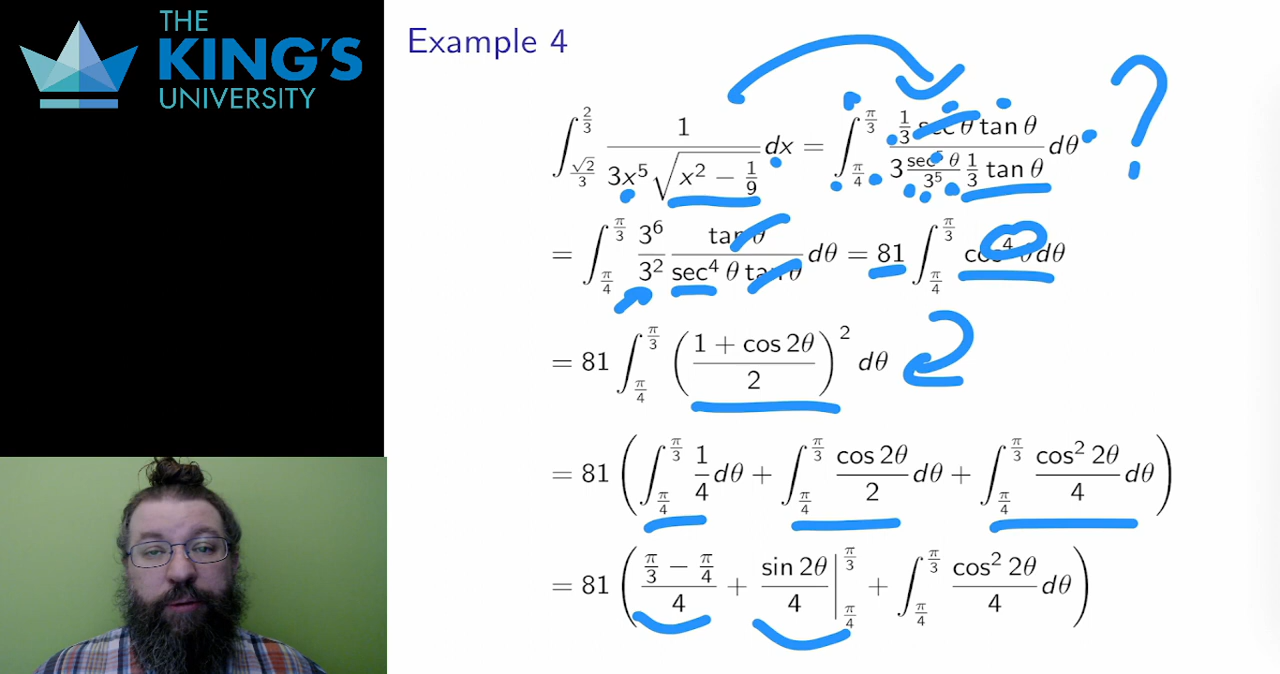 THE
KING'S
UNIVERSITY
Example 4
∫_{√2/3}^{2/3} 1/(3x⁵√(x² − 1/9)) dx = ∫_{π/4}^{π/3} (1/3 sec θ tan θ)/(3 (sec⁵ θ/3⁵) 1/3 tan θ) dθ ?
= ∫_{π/4}^{π/3} (3⁶/3²) (tan θ)/(sec⁴ θ tan θ) dθ = 81 ∫_{π/4}^{π/3} cos⁴ θ dθ
= 81 ∫_{π/4}^{π/3} ((1 + cos 2θ)/2)² dθ
= 81 (∫_{π/4}^{π/3} 1/4 dθ + ∫_{π/4}^{π/3} (cos 2θ)/2 dθ + ∫_{π/4}^{π/3} (cos² 2θ)/4 dθ)
= 81 ((π/3 − π/4)/4 + (sin 2θ)/4 |_{π/4}^{π/3} + ∫_{π/4}^{π/3} (cos² 2θ)/4 dθ)